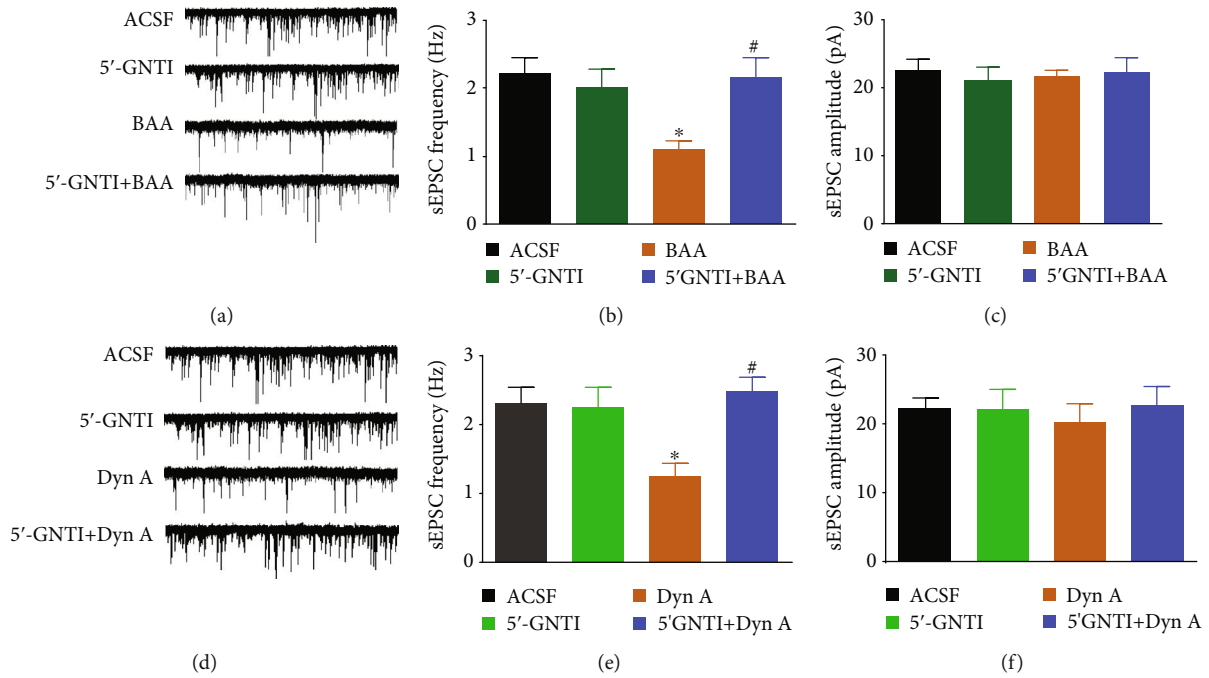 ACSF
5′-GNTI
BAA
5′-GNTI+BAA
(a)
sEPSC frequency (Hz)
3
2
1
0
*
#
ACSF
BAA
5′-GNTI
5′GNTI+BAA
(b)
sEPSC amplitude (pA)
30
20
10
0
ACSF
BAA
5′-GNTI
5′GNTI+BAA
(c)
ACSF
5′-GNTI
Dyn A
5′-GNTI+Dyn A
(d)
sEPSC frequency (Hz)
3
2
1
0
*
#
ACSF
Dyn A
5′-GNTI
5'GNTI+Dyn A
(e)
sEPSC amplitude (pA)
30
20
10
0
ACSF
Dyn A
5′-GNTI
5'GNTI+Dyn A
(f)